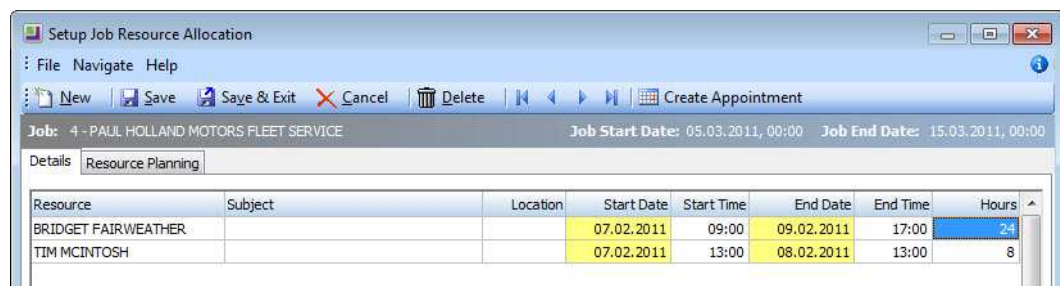 Setup Job Resource Allocation
File Navigate Help
New Save Save & Exit Cancel Delete Create Appointment
Job: 4 - PAUL HOLLAND MOTORS FLEET SERVICE Job Start Date: 05.03.2011, 00:00 Job End Date: 15.03.2011, 00:00
Details Resource Planning
Resource Subject Location Start Date Start Time End Date End Time Hours
BRIDGET FAIRWEATHER 07.02.2011 09:00 09.02.2011 17:00 24
TIM MCINTOSH 07.02.2011 13:00 08.02.2011 13:00 8